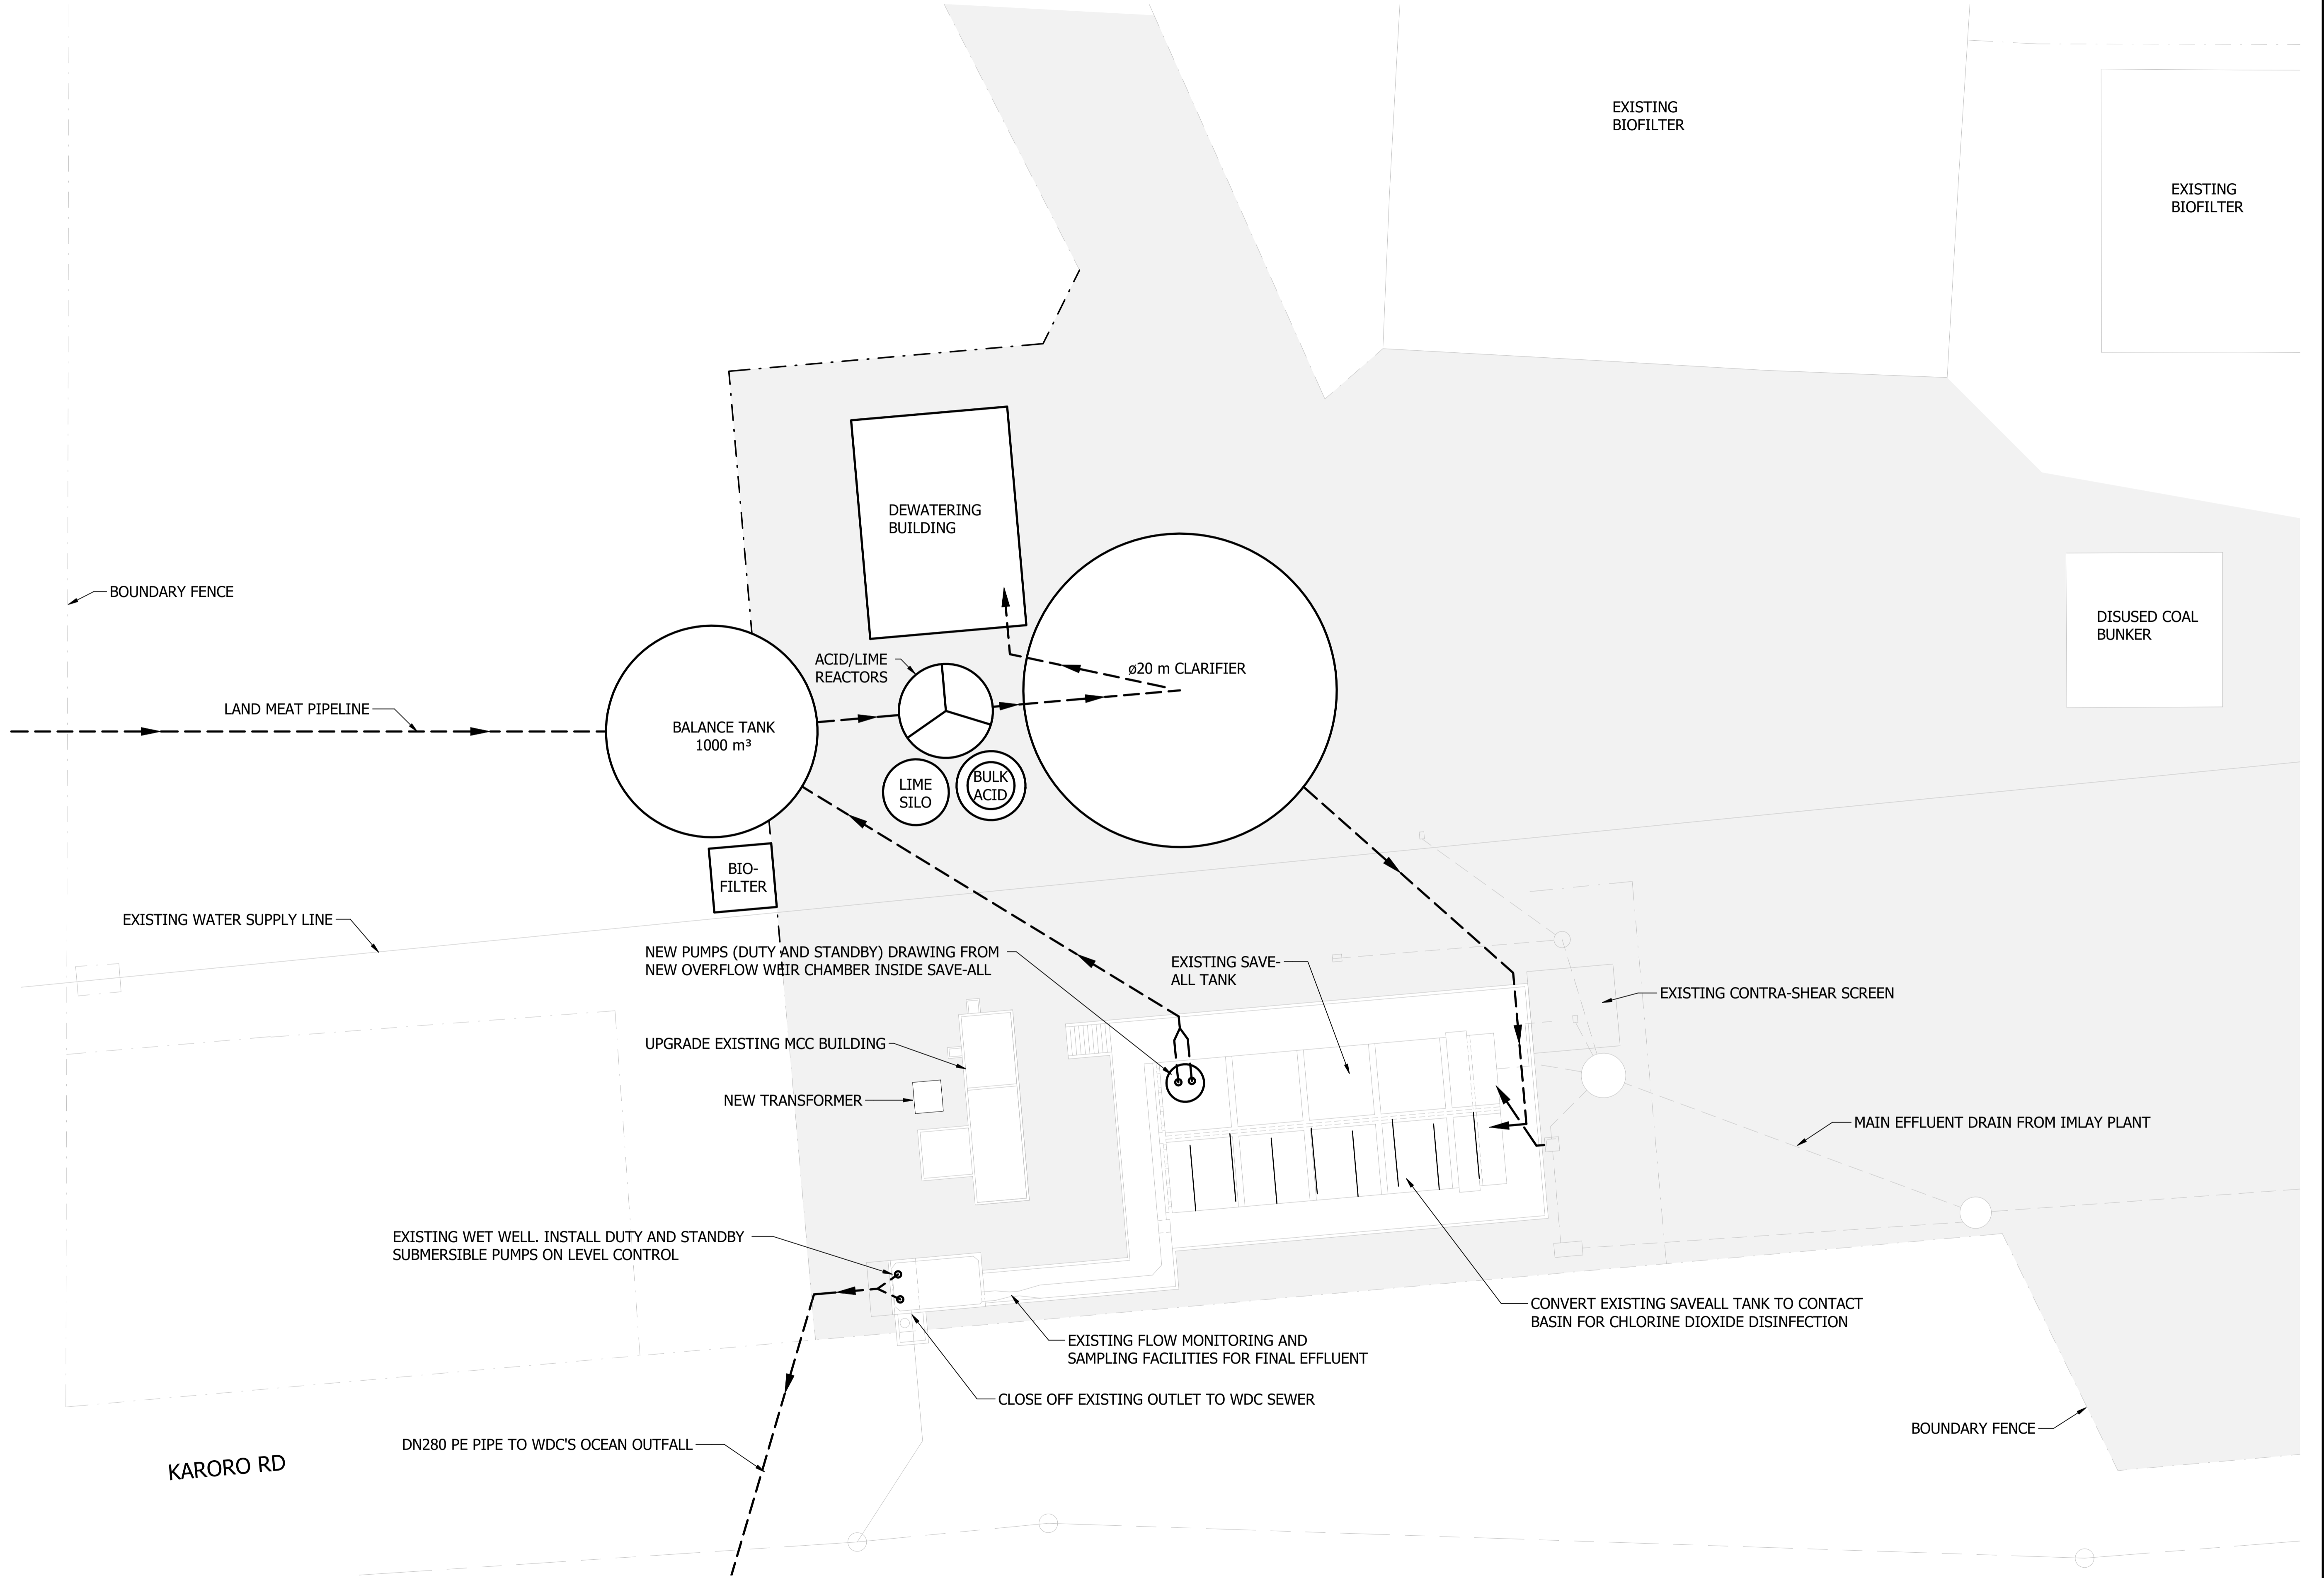 EXISTING
BIOFILTER
EXISTING
BIOFILTER
DEWATERING
BUILDING
BOUNDARY FENCE
DISUSED COAL
BUNKER
ACID/LIME
REACTORS
ø20 m CLARIFIER
LAND MEAT PIPELINE
BALANCE TANK
1000 m³
LIME
SILO
BULK
ACID
BIO-
FILTER
EXISTING WATER SUPPLY LINE
NEW PUMPS (DUTY AND STANDBY) DRAWING FROM
NEW OVERFLOW WEIR CHAMBER INSIDE SAVE-ALL
EXISTING SAVE-
ALL TANK
EXISTING CONTRA-SHEAR SCREEN
UPGRADE EXISTING MCC BUILDING
NEW TRANSFORMER
MAIN EFFLUENT DRAIN FROM IMLAY PLANT
EXISTING WET WELL. INSTALL DUTY AND STANDBY
SUBMERSIBLE PUMPS ON LEVEL CONTROL
CONVERT EXISTING SAVEALL TANK TO CONTACT
BASIN FOR CHLORINE DIOXIDE DISINFECTION
EXISTING FLOW MONITORING AND
SAMPLING FACILITIES FOR FINAL EFFLUENT
CLOSE OFF EXISTING OUTLET TO WDC SEWER
BOUNDARY FENCE
DN280 PE PIPE TO WDC'S OCEAN OUTFALL
KARORO RD